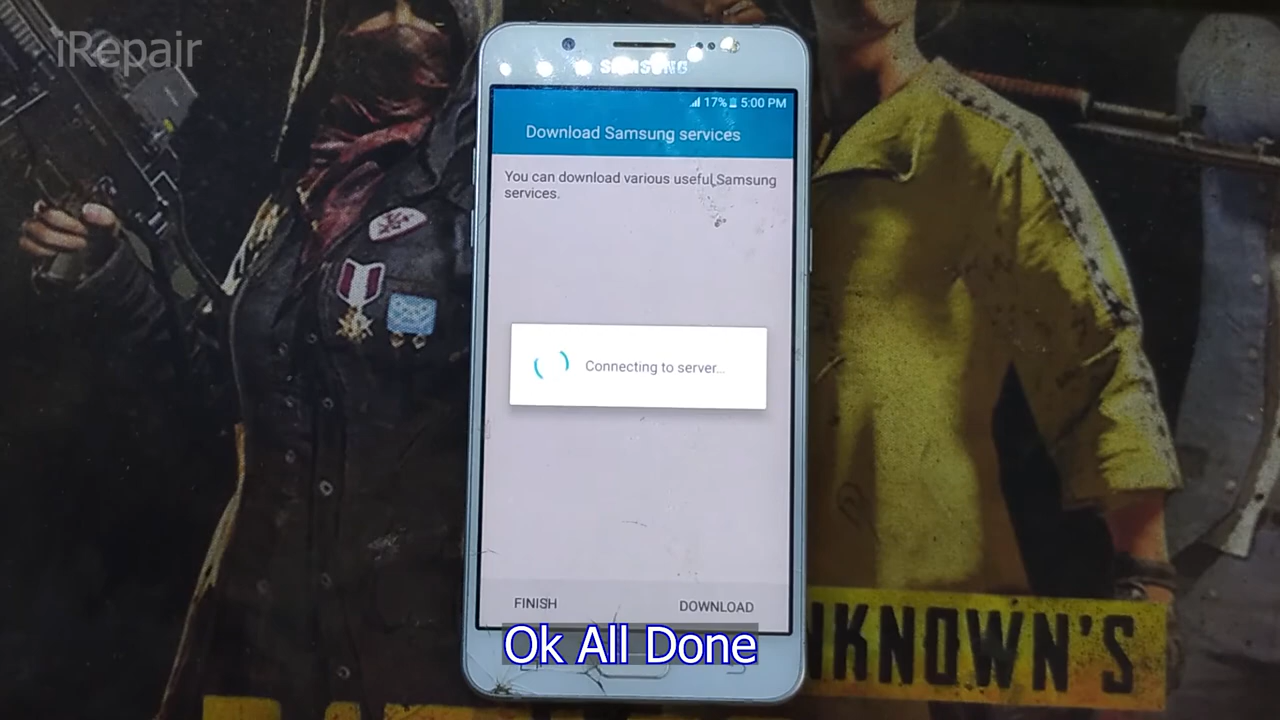 iRepair
SAMSUNG
17% 5:00 PM
Download Samsung services
You can download various useful Samsung
services.
Connecting to server...
FINISH
DOWNLOAD
Ok All Done
NKNOWN'S